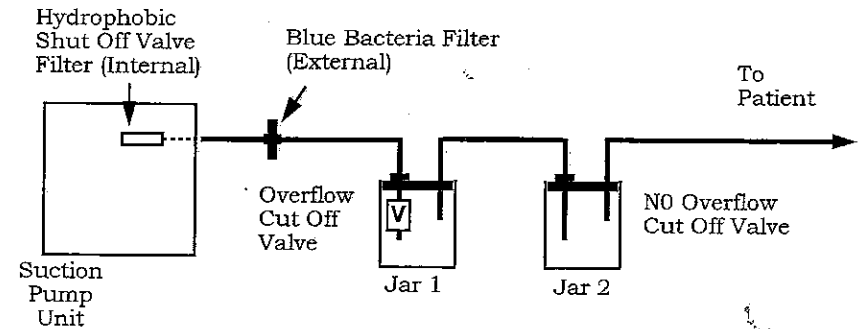 Hydrophobic
Shut Off Valve
Filter (Internal)
Blue Bacteria Filter
(External)
To
Patient
Overflow
Cut Off
Valve
V
N0 Overflow
Cut Off Valve
Suction
Pump
Unit
Jar 1
Jar 2